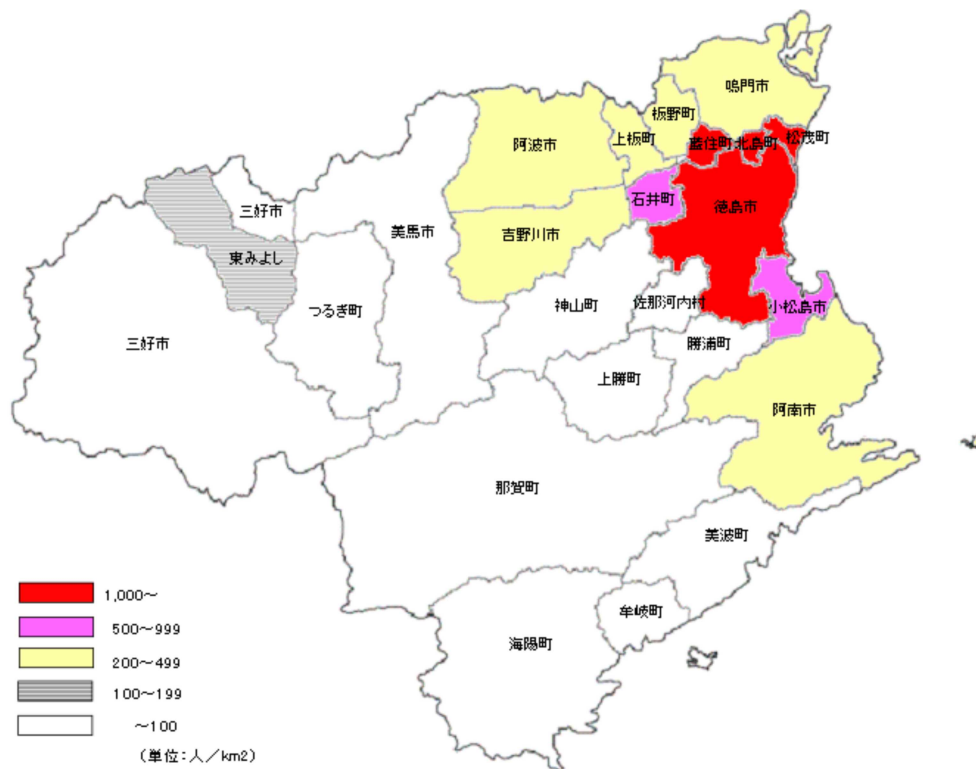 鳴門市
板野町
上板町
阿波市
藍住町
北島町
松茂町
三好市
石井町
徳島市
美馬市
吉野川市
東みよし
つるぎ町
神山町
佐那河内村
小松島市
三好市
勝浦町
上勝町
阿南市
那賀町
美波町
牟岐町
海陽町
1,000~
500~999
200~499
100~199
~100
(単位:人/km2)